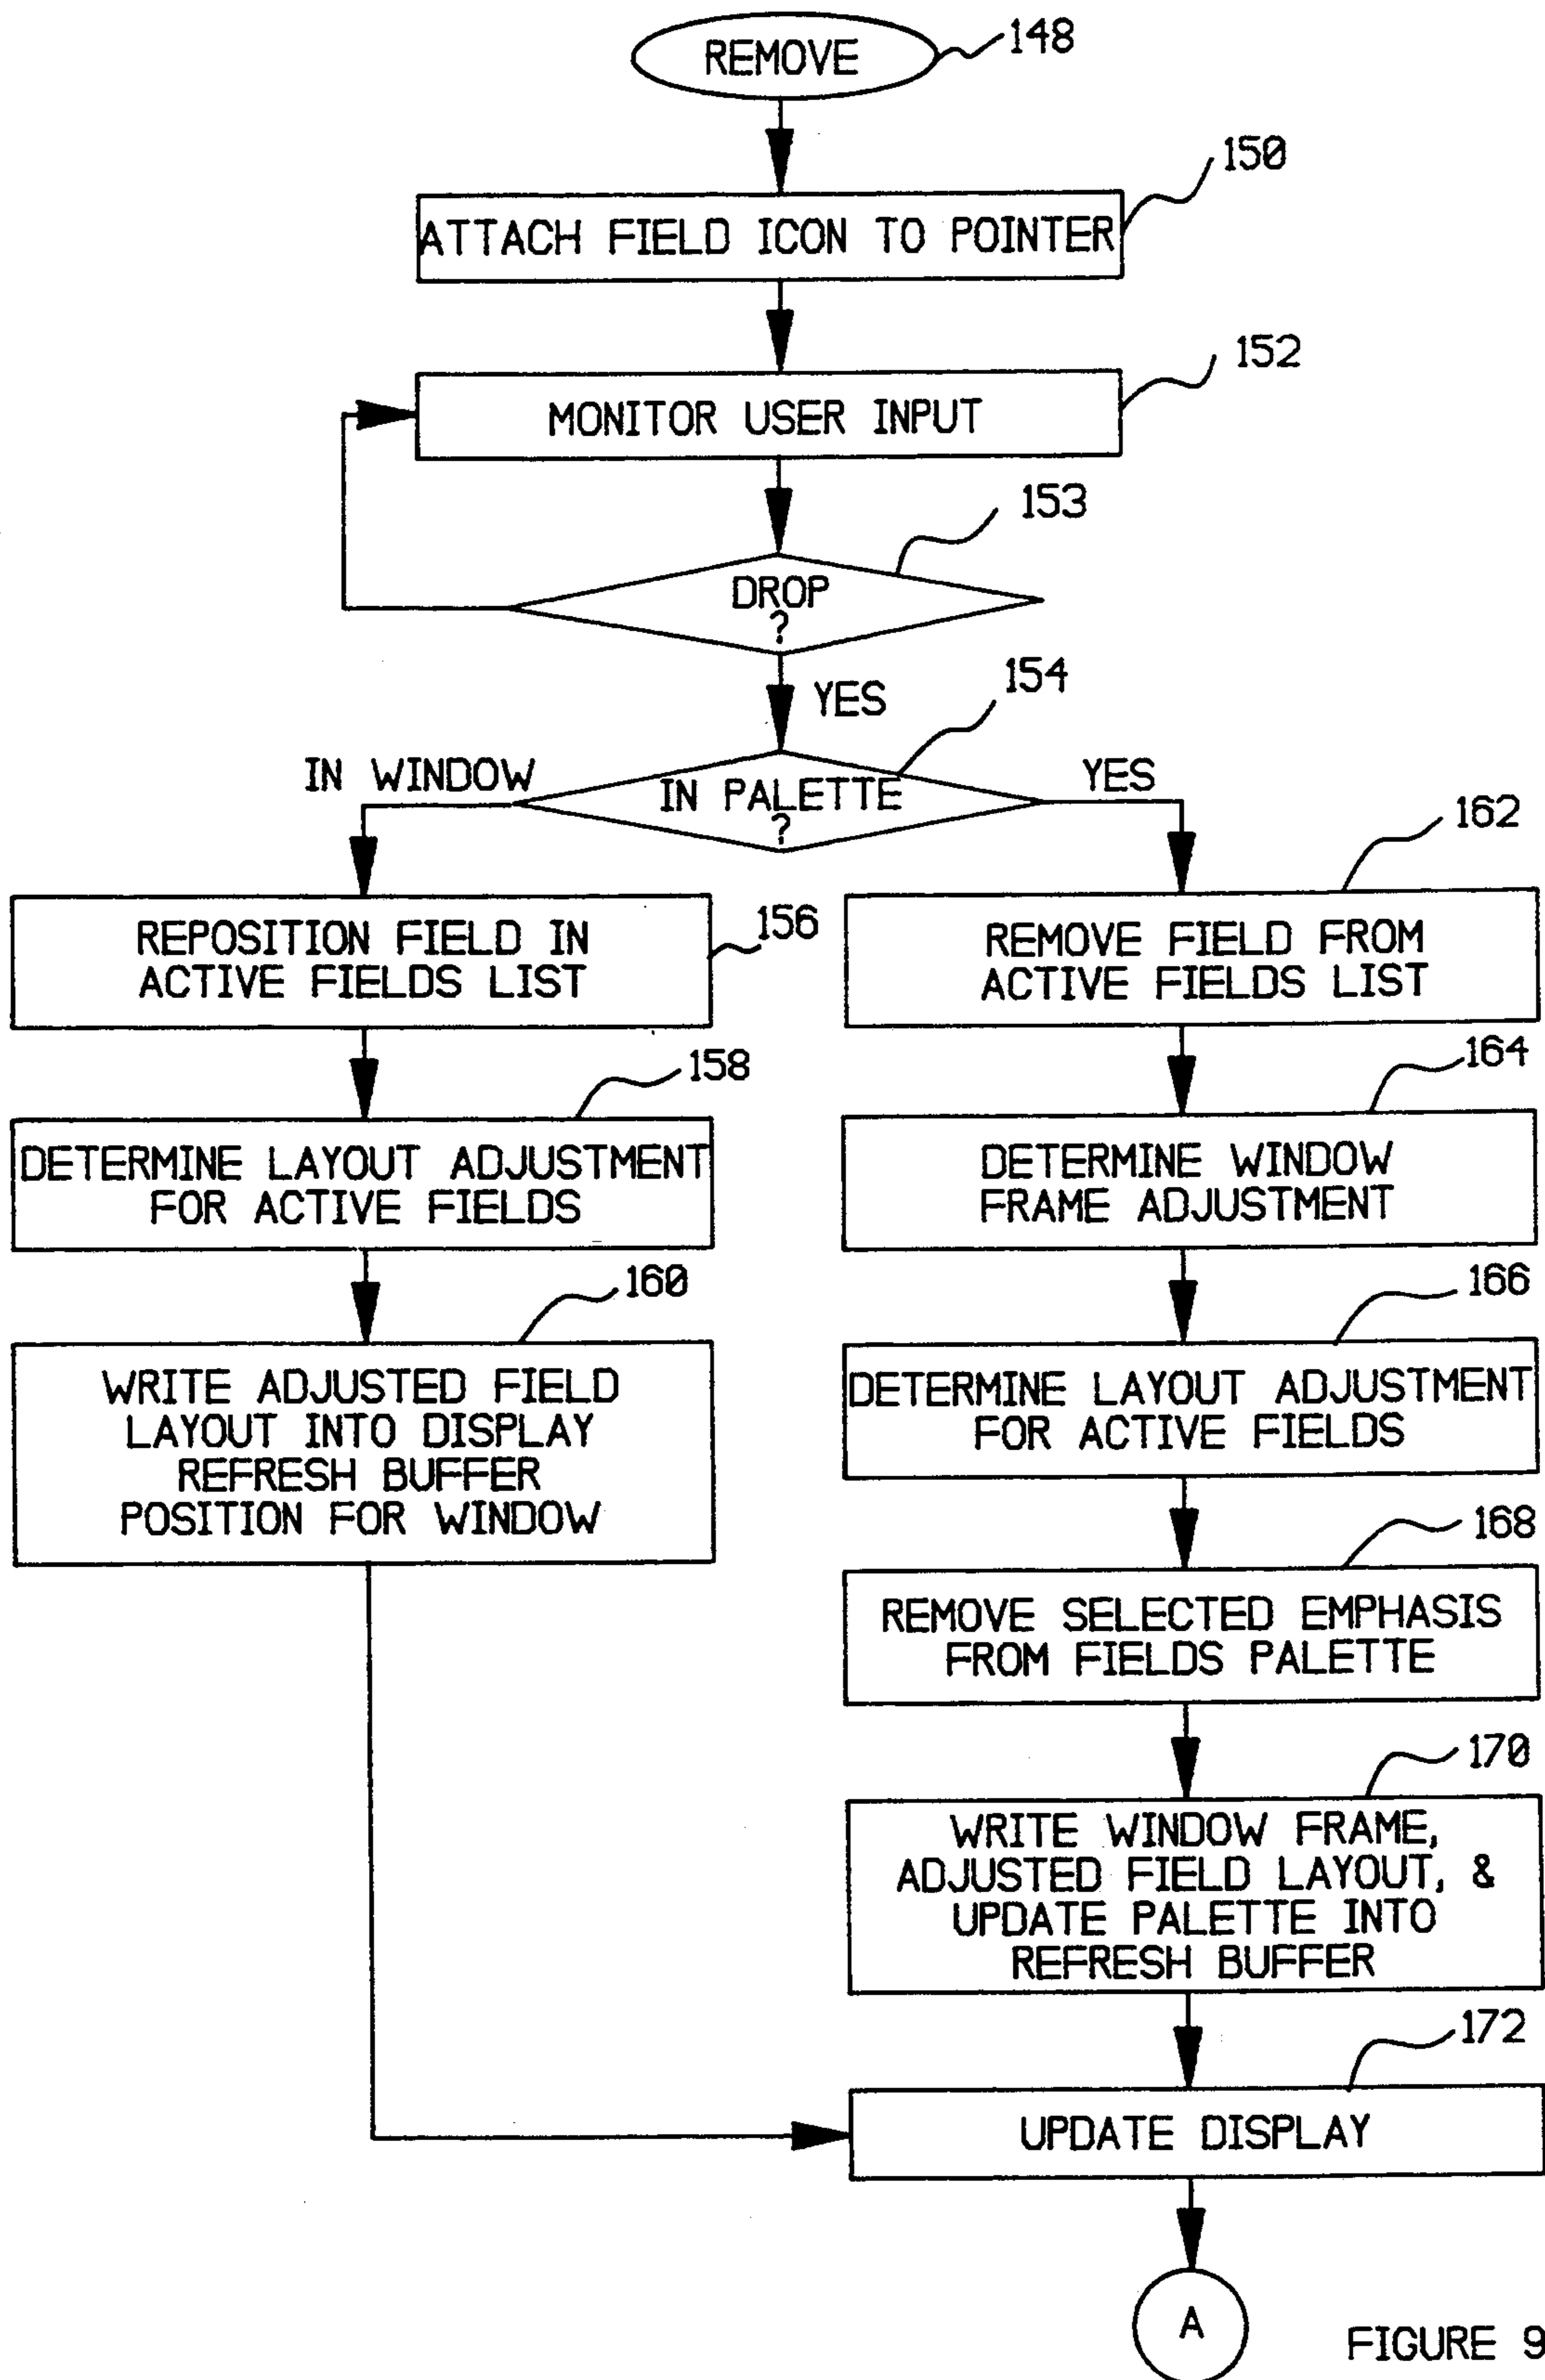 REMOVE
148
150
ATTACH FIELD ICON TO POINTER
152
MONITOR USER INPUT
153
DROP
?
YES
154
IN WINDOW
IN PALETTE
?
YES
162
REPOSITION FIELD IN
ACTIVE FIELDS LIST
156
REMOVE FIELD FROM
ACTIVE FIELDS LIST
158
164
DETERMINE LAYOUT ADJUSTMENT
FOR ACTIVE FIELDS
DETERMINE WINDOW
FRAME ADJUSTMENT
160
166
WRITE ADJUSTED FIELD
LAYOUT INTO DISPLAY
REFRESH BUFFER
POSITION FOR WINDOW
DETERMINE LAYOUT ADJUSTMENT
FOR ACTIVE FIELDS
168
REMOVE SELECTED EMPHASIS
FROM FIELDS PALETTE
170
WRITE WINDOW FRAME,
ADJUSTED FIELD LAYOUT, &
UPDATE PALETTE INTO
REFRESH BUFFER
172
UPDATE DISPLAY
A
FIGURE 9